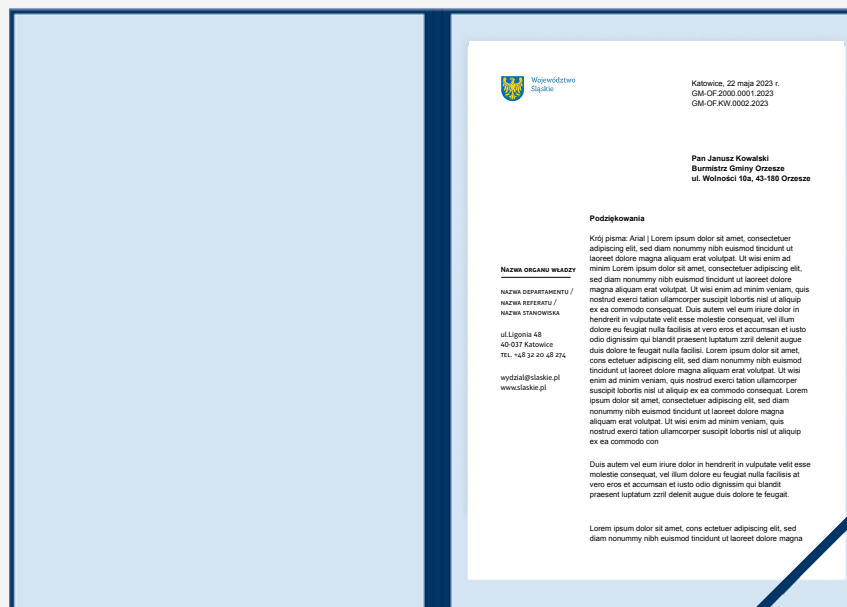 Województwo
Śląskie
Katowice, 22 maja 2023 r.
GM-OF.2000.0001.2023
GM-OF.KW.0002.2023
Pan Janusz Kowalski
Burmistrz Gminy Orzesze
ul. Wolności 10a, 43-180 Orzesze
Podziękowania
Krój pisma: Arial | Lorem ipsum dolor sit amet, consectetuer
adipiscing elit, sed diam nonummy nibh euismod tincidunt ut
laoreet dolore magna aliquam erat volutpat. Ut wisi enim ad
minim Lorem ipsum dolor sit amet, consectetuer adipiscing elit,
sed diam nonummy nibh euismod tincidunt ut laoreet dolore
magna aliquam erat volutpat. Ut wisi enim ad minim veniam, quis
nostrud exerci tation ullamcorper suscipit lobortis nisl ut aliquip
ex ea commodo consequat. Duis autem vel eum iriure dolor in
hendrerit in vulputate velit esse molestie consequat, vel illum
dolore eu feugiat nulla facilisis at vero eros et accumsan et iusto
odio dignissim qui blandit praesent luptatum zzril delenit augue
duis dolore te feugait nulla facilisi. Lorem ipsum dolor sit amet,
cons ectetuer adipiscing elit, sed diam nonummy nibh euismod
tincidunt ut laoreet dolore magna aliquam erat volutpat. Ut wisi
enim ad minim veniam, quis nostrud exerci tation ullamcorper
suscipit lobortis nisl ut aliquip ex ea commodo consequat. Lorem
ipsum dolor sit amet, consectetuer adipiscing elit, sed diam
nonummy nibh euismod tincidunt ut laoreet dolore magna
aliquam erat volutpat. Ut wisi enim ad minim veniam, quis
nostrud exerci tation ullamcorper suscipit lobortis nisl ut aliquip
ex ea commodo con
Duis autem vel eum iriure dolor in hendrerit in vulputate velit esse
molestie consequat, vel illum dolore eu feugiat nulla facilisis at
vero eros et accumsan et iusto odio dignissim qui blandit
praesent luptatum zzril delenit augue duis dolore te feugait.
Lorem ipsum dolor sit amet, cons ectetuer adipiscing elit, sed
diam nonummy nibh euismod tincidunt ut laoreet dolore magna
NAZWA ORGANU WŁADZY
NAZWA DEPARTAMENTU /
NAZWA REFERATU /
NAZWA STANOWISKA
ul.Ligonia 48
40-037 Katowice
TEL. +48 32 20 48 274
wydzial@slaskie.pl
www.slaskie.pl